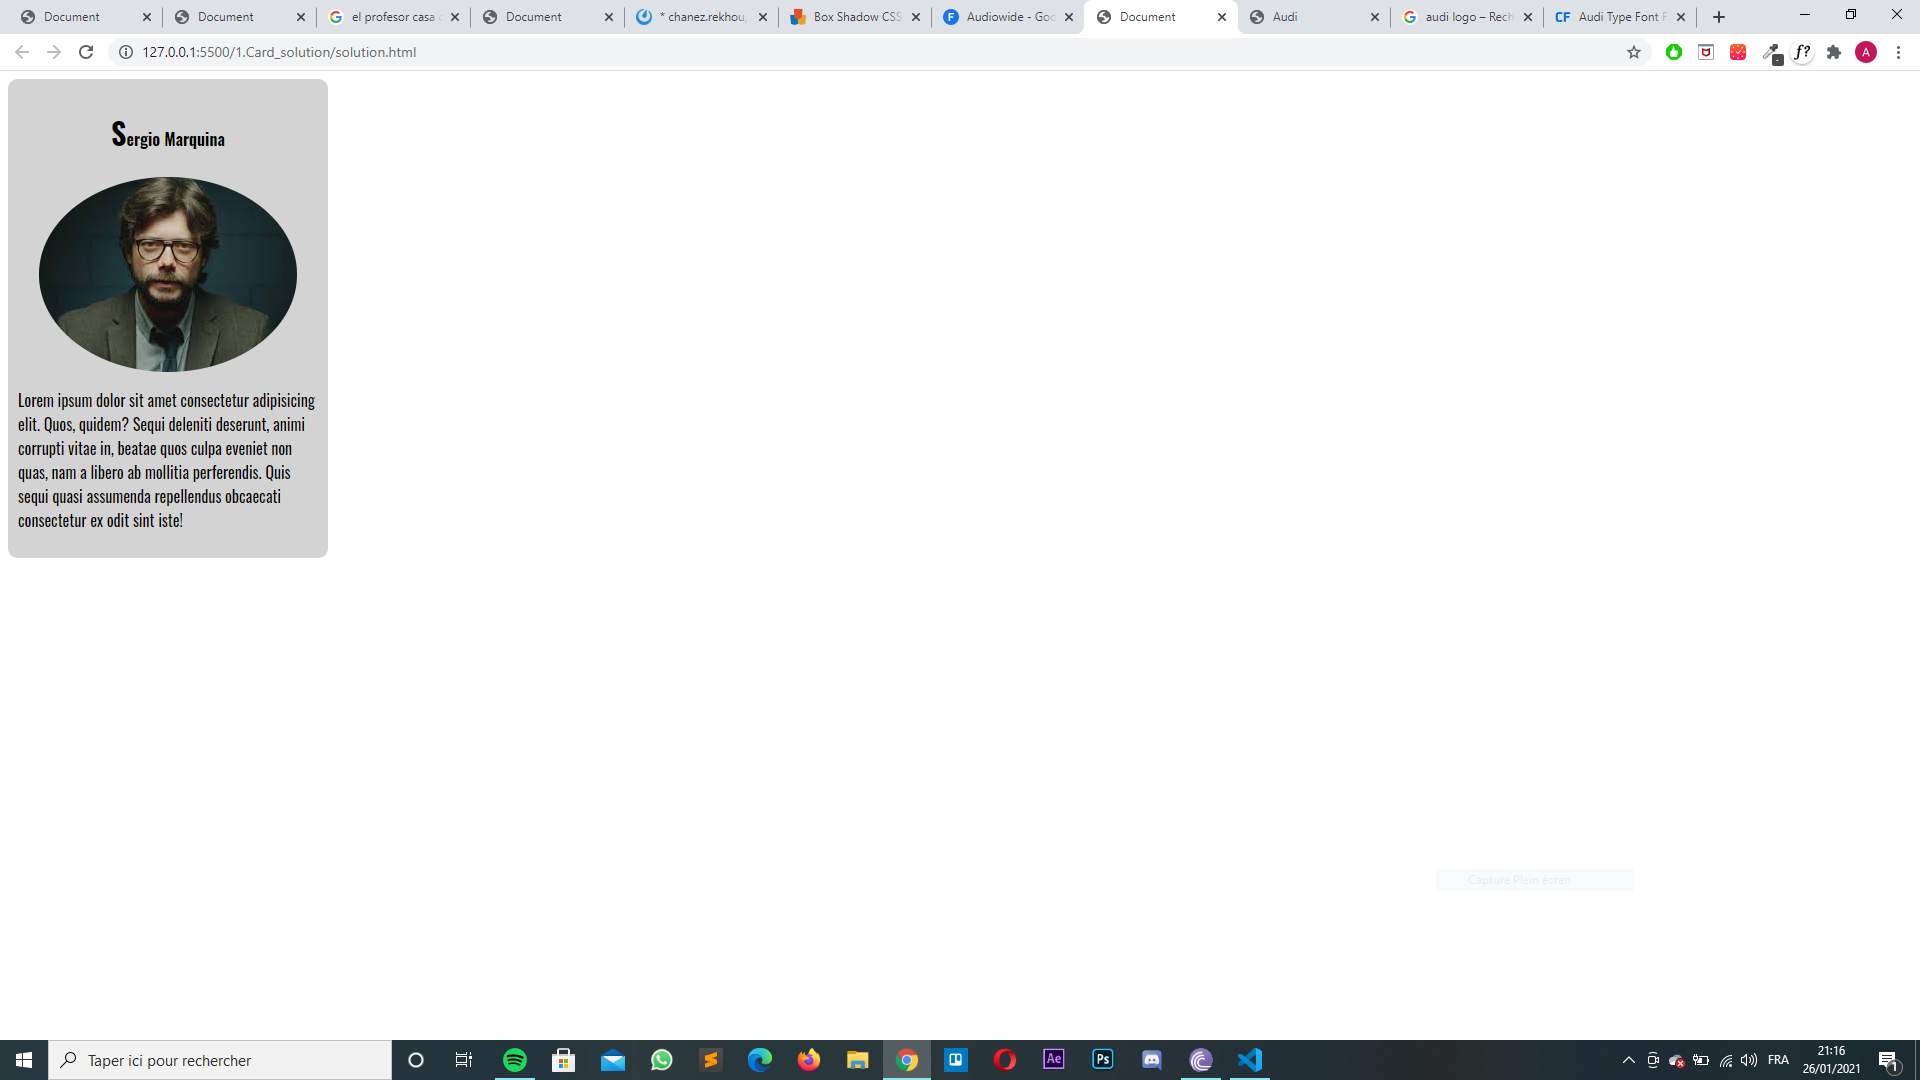 Document
Document
el profesor casa
Document
* chanez.rekhou,
Box Shadow CSS
Audiowide - Goo
Document
Audi
audi logo – Rech
Audi Type Font F
127.0.0.1:5500/1.Card_solution/solution.html
f?
A
Sergio Marquina
Lorem ipsum dolor sit amet consectetur adipisicing
elit. Quos, quidem? Sequi deleniti deserunt, animi
corrupti vitae in, beatae quos culpa eveniet non
quas, nam a libero ab mollitia perferendis. Quis
sequi quasi assumenda repellendus obcaecati
consectetur ex odit sint iste!
Capture Plein écran
Taper ici pour rechercher
Ae
Ps
FRA
21:16
26/01/2021
1